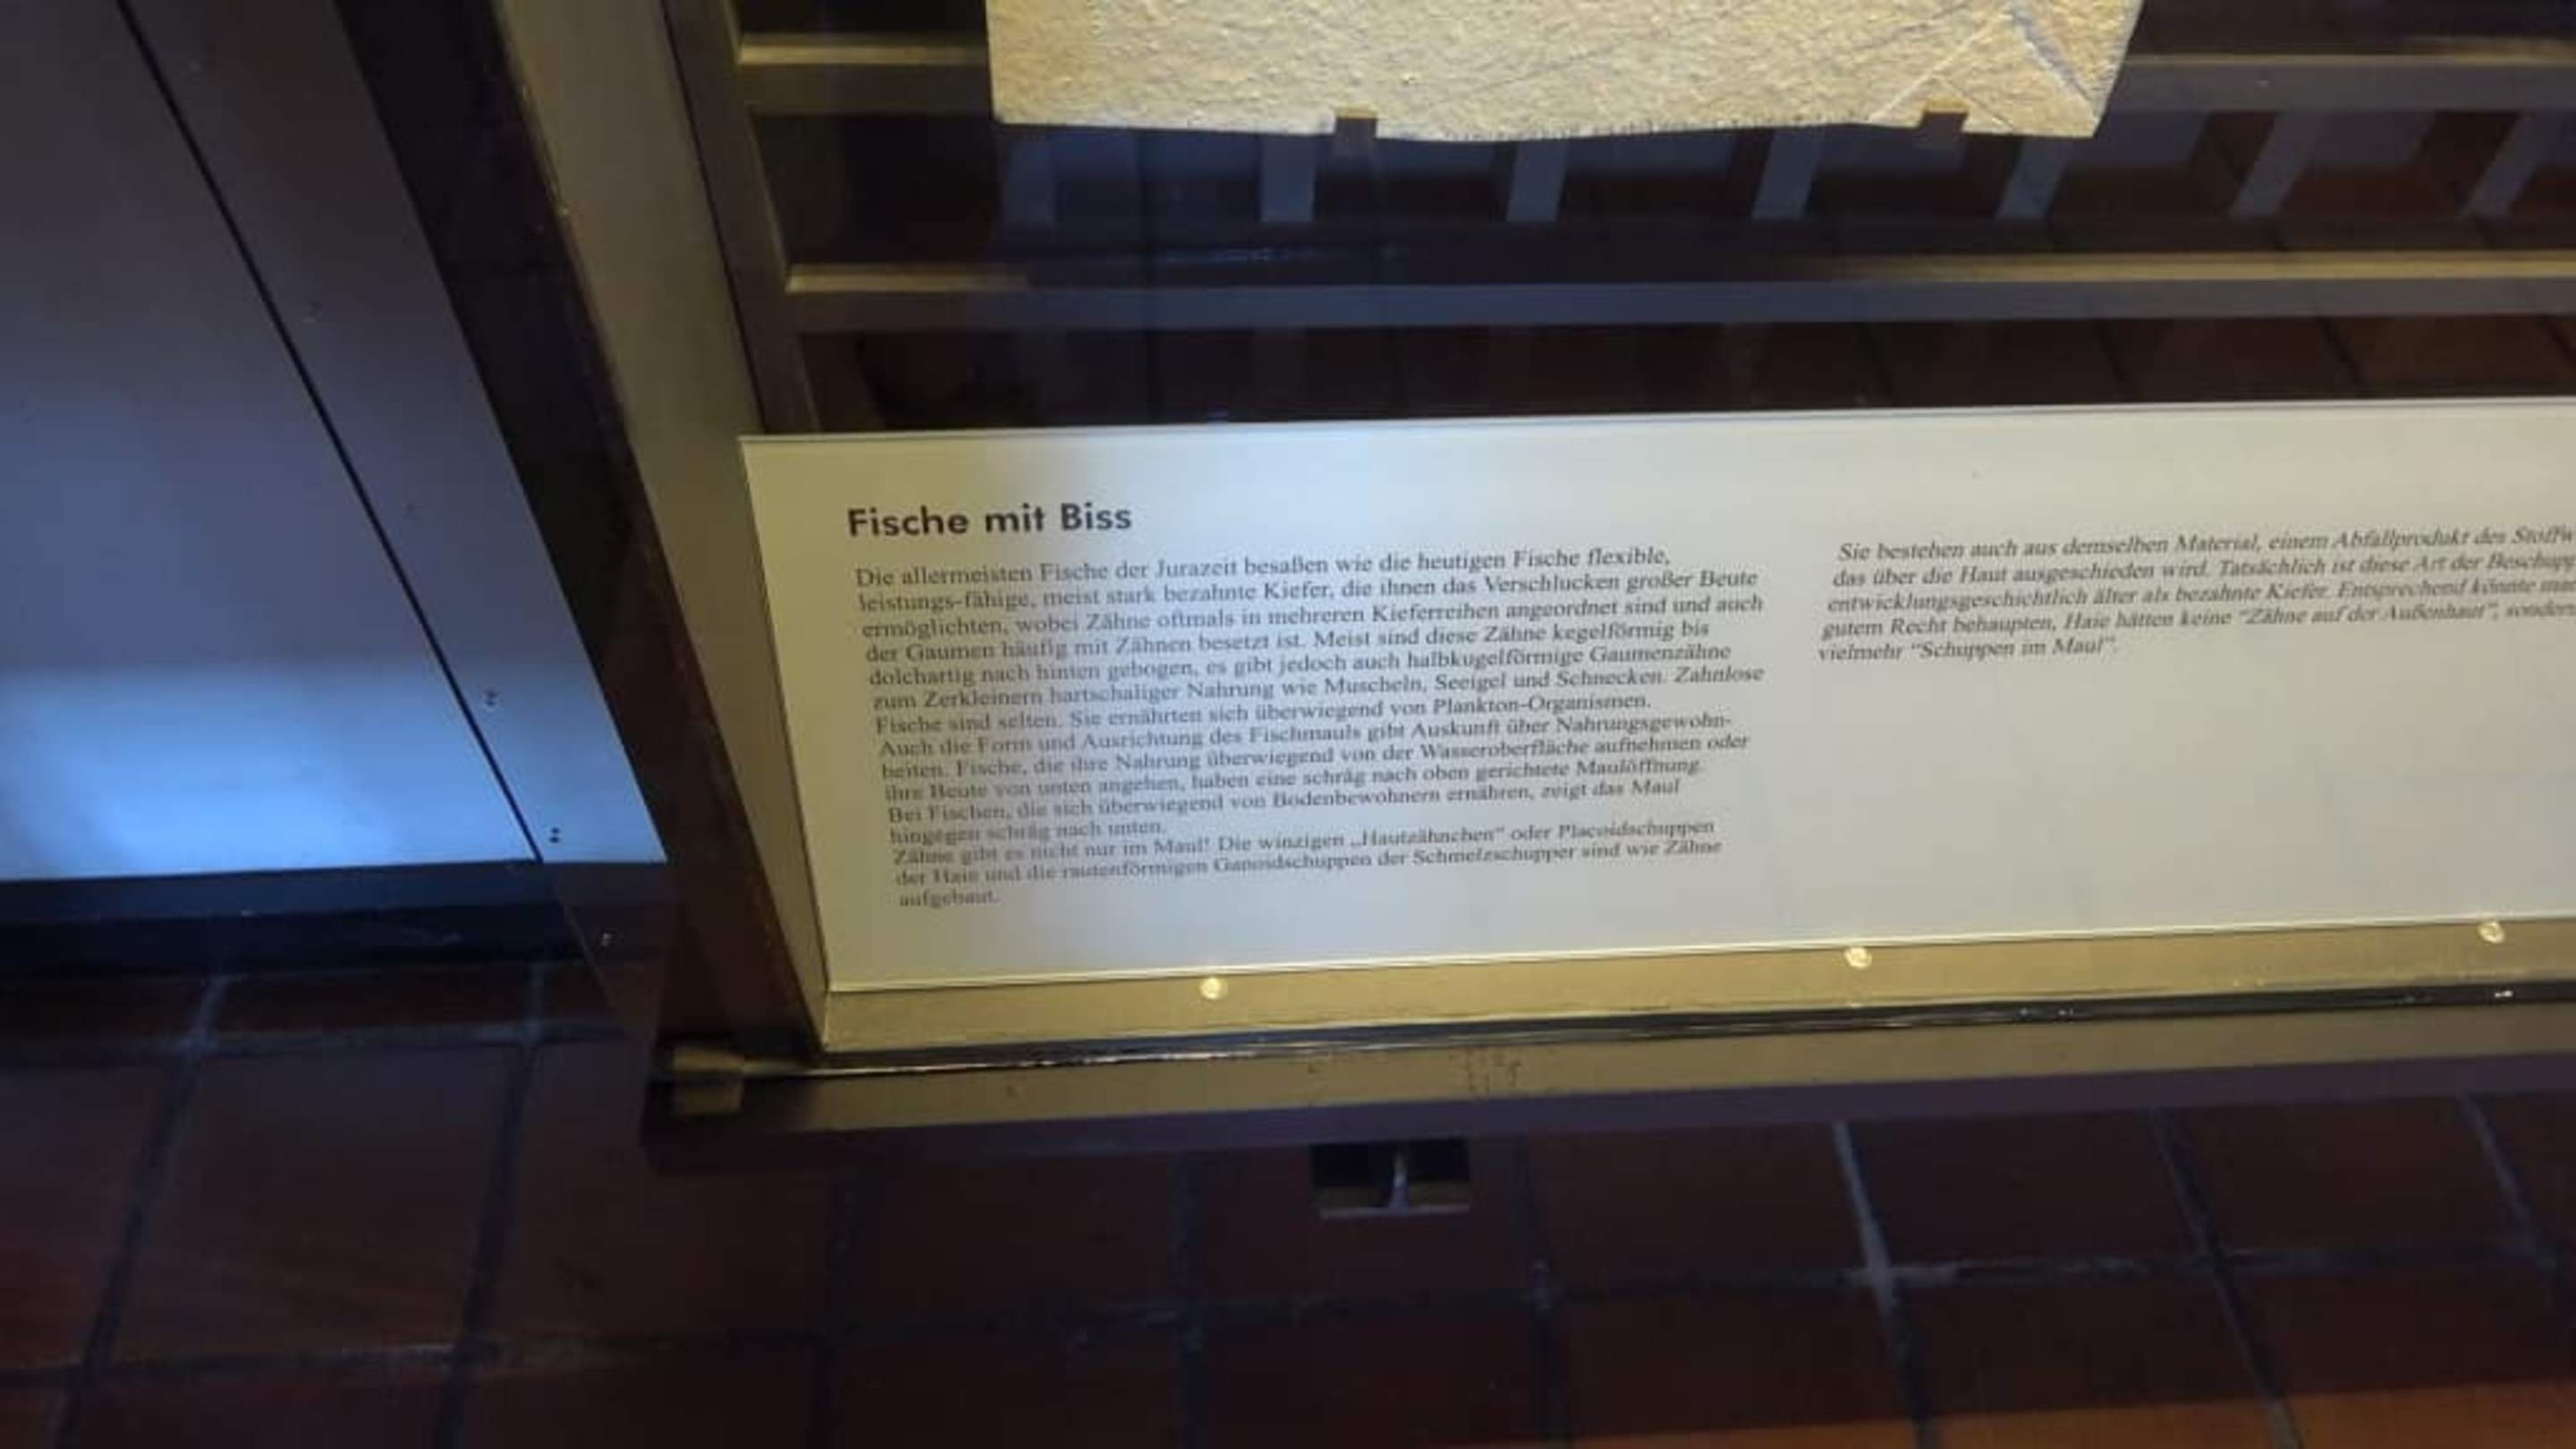 Fische mit Biss
Die allermeisten Fische der Jurazeit besaßen wie die heutigen Fische flexible,
leistungs-fähige, meist stark bezahnte Kiefer, die ihnen das Verschlucken großer Beute
ermöglichten, wobei Zähne oftmals in mehreren Kieferreihen angeordnet sind und auch
der Gaumen häufig mit Zähnen besetzt ist. Meist sind diese Zähne kegelförmig bis
dolchartig nach hinten gebogen, es gibt jedoch auch halbkugelförmige Gaumenzähne
zum Zerkleinern hartschaliger Nahrung wie Muscheln, Seeigel und Schnecken. Zahnlose
Fische sind selten. Sie ernährten sich überwiegend von Plankton-Organismen.
Auch die Form und Ausrichtung des Fischmauls gibt Auskunft über Nahrungsgewohn-
heiten. Fische, die ihre Nahrung überwiegend von der Wasseroberfläche aufnehmen oder
ihre Beute von unten angehen, haben eine schräg nach oben gerichtete Maulöffnung.
Bei Fischen, die sich überwiegend von Bodenbewohnern ernähren, zeigt das Maul
hingegen schräg nach unten.
Zähne gibt es nicht nur im Maul! Die winzigen „Hautzähnchen" oder Placoidschuppen
der Haie und die rautenförmigen Ganoidschuppen der Schmelzschupper sind wie Zähne
aufgebaut.
Sie bestehen auch aus demselben Material, einem Abfallprodukt des Stoffw
das über die Haut ausgeschieden wird. Tatsächlich ist diese Art der Beschupp
entwicklungsgeschichtlich älter als bezahnte Kiefer. Entsprechend könnte man
gutem Recht behaupten, Haie hätten keine "Zähne auf der Außenhaut", sondern
vielmehr "Schuppen im Maul".